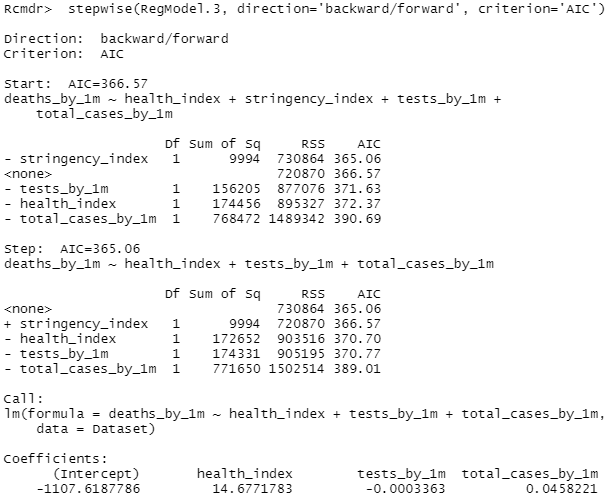 Rcmdr>  stepwise(RegModel.3, direction='backward/forward', criterion='AIC')
Direction:  backward/forward
Criterion:  AIC
Start:  AIC=366.57
deaths_by_1m ~ health_index + stringency_index + tests_by_1m +
    total_cases_by_1m
                    Df Sum of Sq     RSS    AIC
- stringency_index   1      9994  730864 365.06
<none>                            720870 366.57
- tests_by_1m        1    156205  877076 371.63
- health_index       1    174456  895327 372.37
- total_cases_by_1m  1    768472 1489342 390.69
Step:  AIC=365.06
deaths_by_1m ~ health_index + tests_by_1m + total_cases_by_1m
                    Df Sum of Sq     RSS    AIC
<none>                            730864 365.06
+ stringency_index   1      9994  720870 366.57
- health_index       1    172652  903516 370.70
- tests_by_1m        1    174331  905195 370.77
- total_cases_by_1m  1    771650 1502514 389.01
Call:
lm(formula = deaths_by_1m ~ health_index + tests_by_1m + total_cases_by_1m,
    data = Dataset)
Coefficients:
      (Intercept)       health_index        tests_by_1m  total_cases_by_1m
    -1107.6187786         14.6771783         -0.0003363          0.0458221